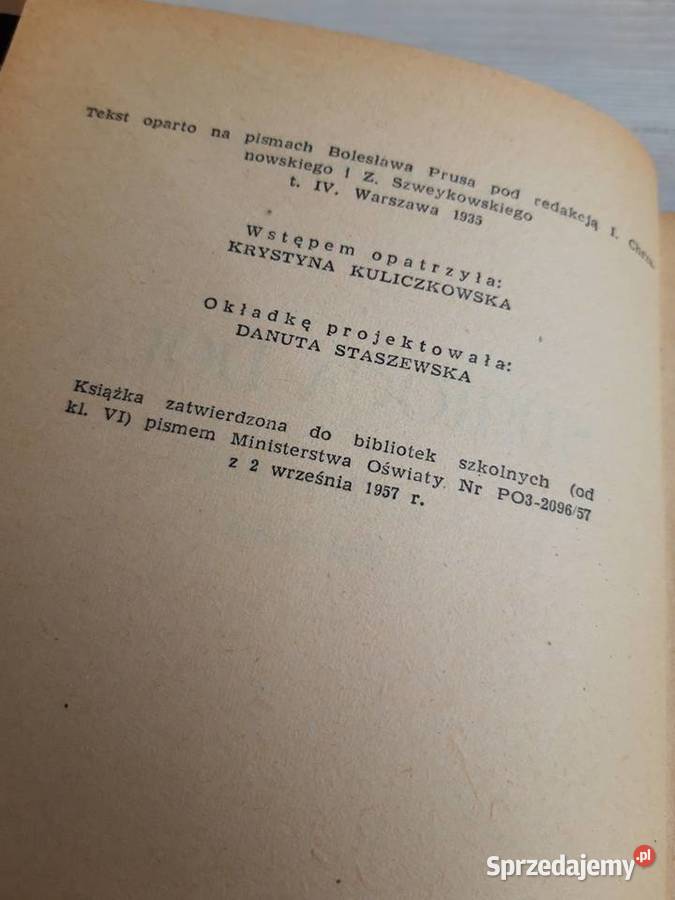 Tekst oparto na pismach Bolesława Prusa pod redakcją I.
nowskiego i Z. Szweykowskiego
t. IV. Warszawa 1935
Wstępem opatrzyła:
KRYSTYNA KULICZKOWSKA
Okładkę projektowała:
DANUTA STASZEWSKA
Książka zatwierdzona do bibliotek szkolnych (od
kl. VI) pismem Ministerstwa Oświaty, Nr PO3-2096/57
z 2 września 1957 r.
Sprzedajemy.pl